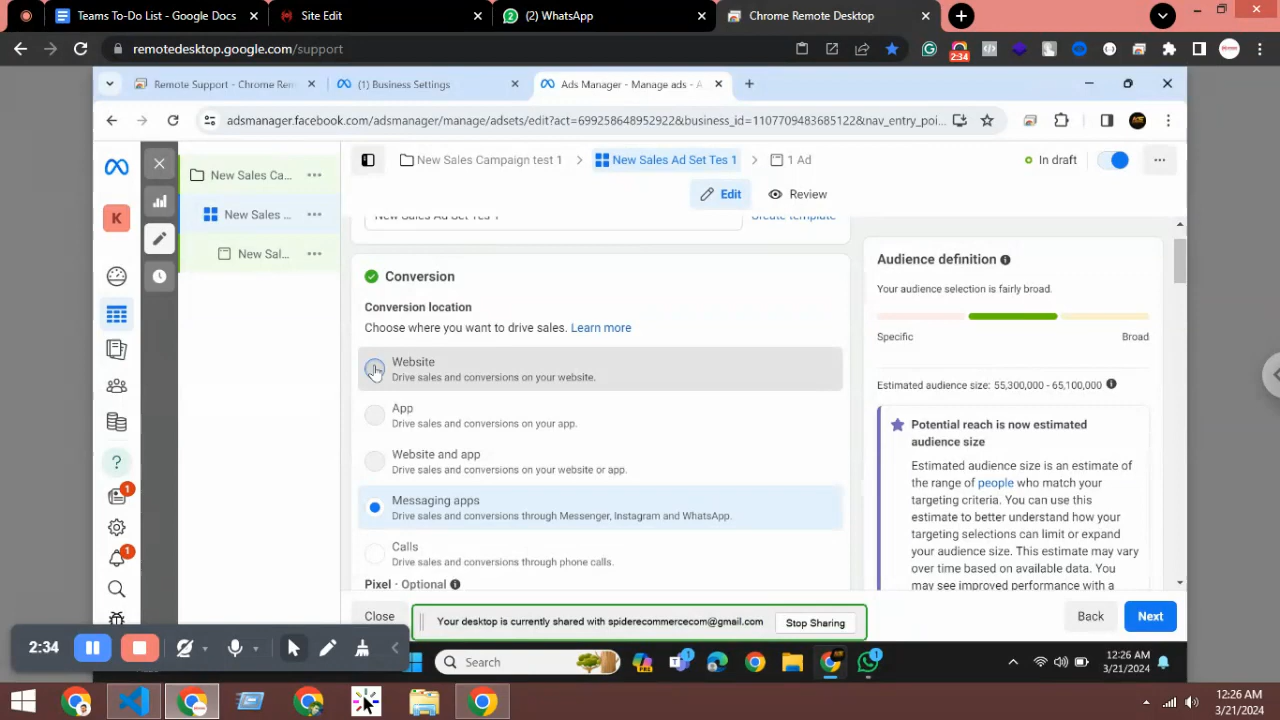 Teams To-Do List - Google Docs
Site Edit
(2) WhatsApp
Chrome Remote Desktop
remotedesktop.google.com/support
2:34
Remote Support - Chrome Rem
(1) Business Settings
Ads Manager - Manage ads - A
adsmanager.facebook.com/adsmanager/manage/adsets/edit?act=699258648952922&business_id=1107709483685122&nav_entry_poi...
New Sales Ca...
New Sales Campaign test 1
New Sales Ad Set Tes 1
1 Ad
In draft
Edit
Review
K
New Sales ...
New Sal...
New Sales Ad Set Tes 1
Create template
Conversion
Conversion location
Choose where you want to drive sales. Learn more
Website
Drive sales and conversions on your website.
App
Drive sales and conversions on your app.
Website and app
Drive sales and conversions on your website or app.
Messaging apps
Drive sales and conversions through Messenger, Instagram and WhatsApp.
Calls
Drive sales and conversions through phone calls.
Pixel · Optional
Audience definition
Your audience selection is fairly broad.
Specific
Broad
Estimated audience size: 55,300,000 - 65,100,000
Potential reach is now estimated
audience size
Estimated audience size is an estimate of
the range of people who match your
targeting criteria. You can use this
estimate to better understand how your
targeting selections can limit or expand
your audience size. This estimate may vary
over time based on available data. You
may see improved performance with a
1
1
Close
Your desktop is currently shared with spiderecommercecom@gmail.com
Stop Sharing
Back
Next
2:34
Search
1
1
12:26 AM
3/21/2024
12:26 AM
3/21/2024